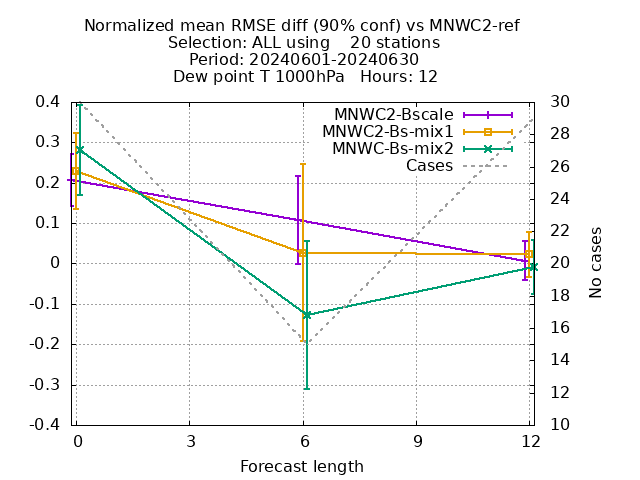 Normalized mean RMSE diff (90% conf) vs MNWC2-ref
Selection: ALL using    20 stations
Period: 20240601-20240630
Dew point T 1000hPa   Hours: 12
MNWC2-Bscale
MNWC2-Bs-mix1
MNWC-Bs-mix2
Cases
0.4
0.3
0.2
0.1
0
-0.1
-0.2
-0.3
-0.4
30
28
26
24
22
20
18
16
14
12
10
No cases
0 3 6 9 12
Forecast length